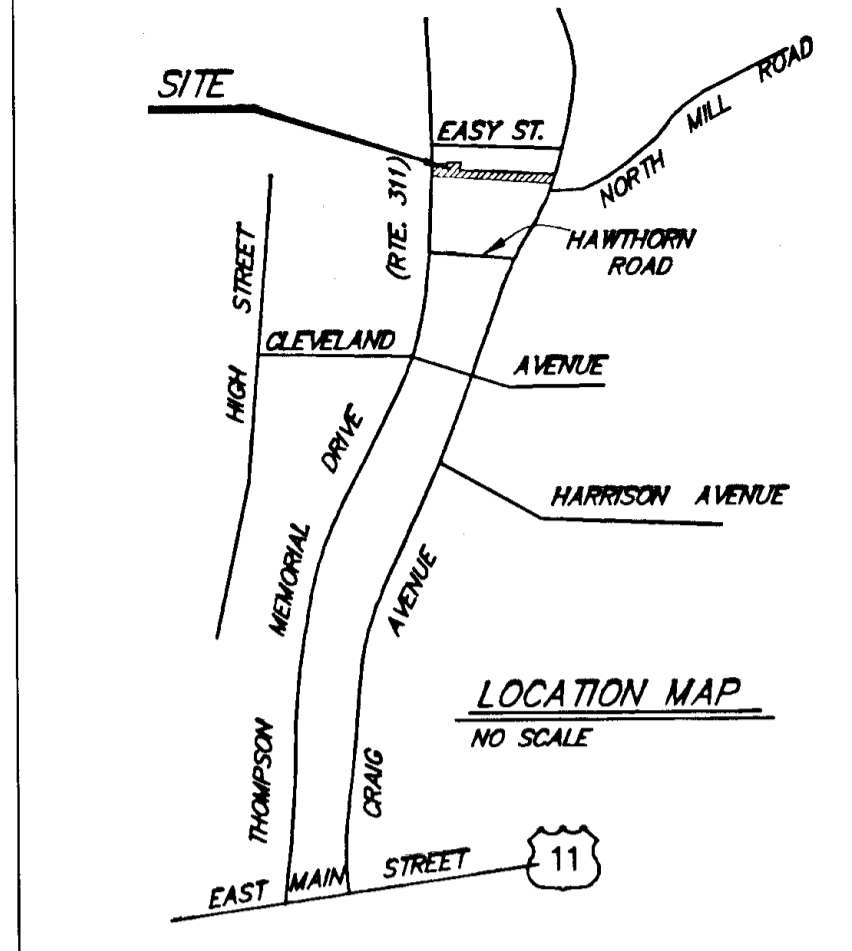 SITE
EASY ST.
NORTH MILL ROAD
(RTE. 311)
HAWTHORN
ROAD
HIGH STREET
CLEVELAND AVENUE
HARRISON AVENUE
THOMPSON MEMORIAL DRIVE
CRAIG AVENUE
LOCATION MAP
NO SCALE
EAST MAIN STREET
11